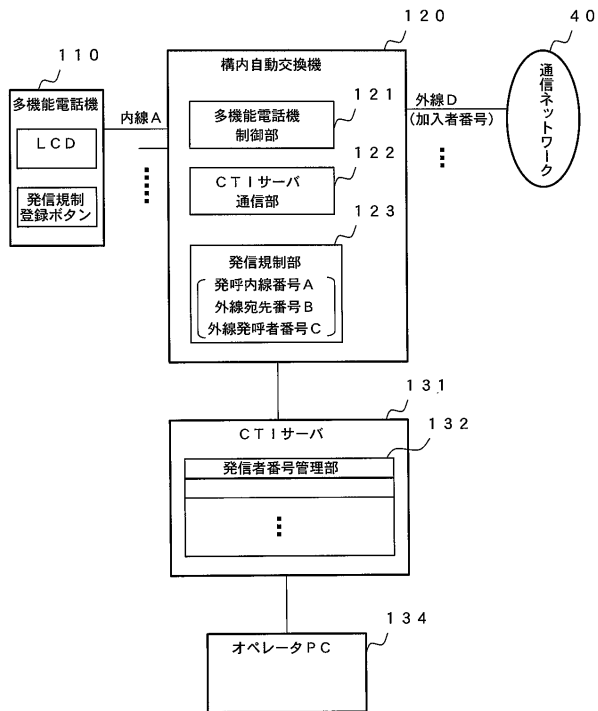 １１０
多機能電話機
ＬＣＤ
発信規制
登録ボタン
内線Ａ
１２０
構内自動交換機
１２１
多機能電話機
制御部
１２２
ＣＴＩサーバ
通信部
１２３
発信規制部
発呼内線番号Ａ
外線宛先番号Ｂ
外線発呼者番号Ｃ
外線Ｄ
(加入者番号)
４０
通信ネットワーク
１３１
ＣＴＩサーバ
１３２
発信者番号管理部
１３４
オペレータＰＣ